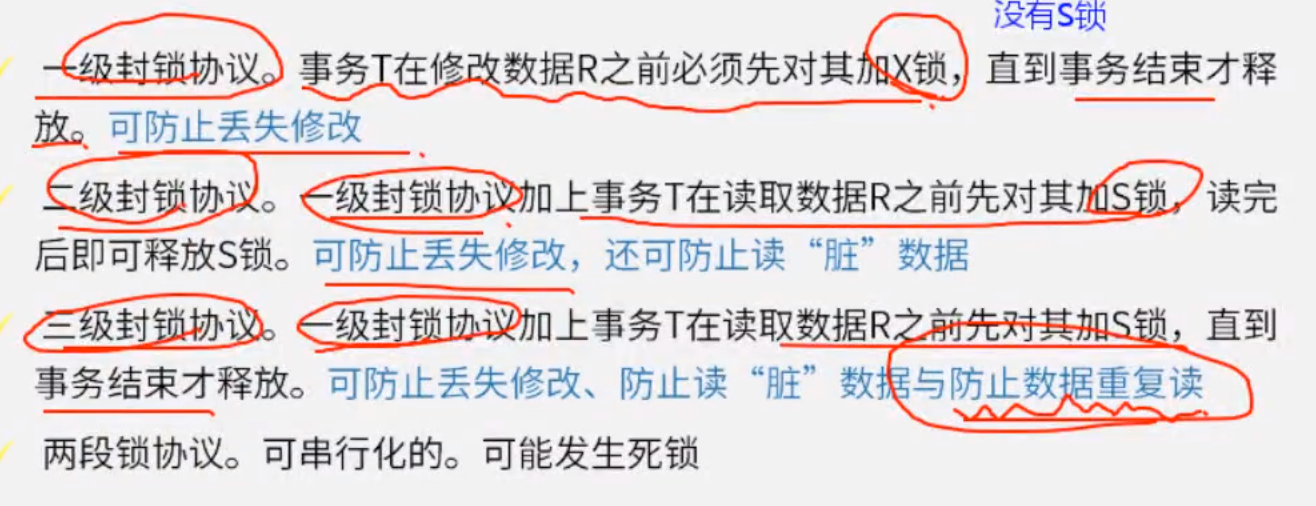 没有S锁
一级封锁协议。事务T在修改数据R之前必须先对其加X锁，直到事务结束才释
放。可防止丢失修改
二级封锁协议。一级封锁协议加上事务T在读取数据R之前先对其加S锁，读完
后即可释放S锁。可防止丢失修改，还可防止读“脏”数据
三级封锁协议。一级封锁协议加上事务T在读取数据R之前先对其加S锁，直到
事务结束才释放。可防止丢失修改、防止读“脏”数据与防止数据重复读
两段锁协议。可串行化的。可能发生死锁